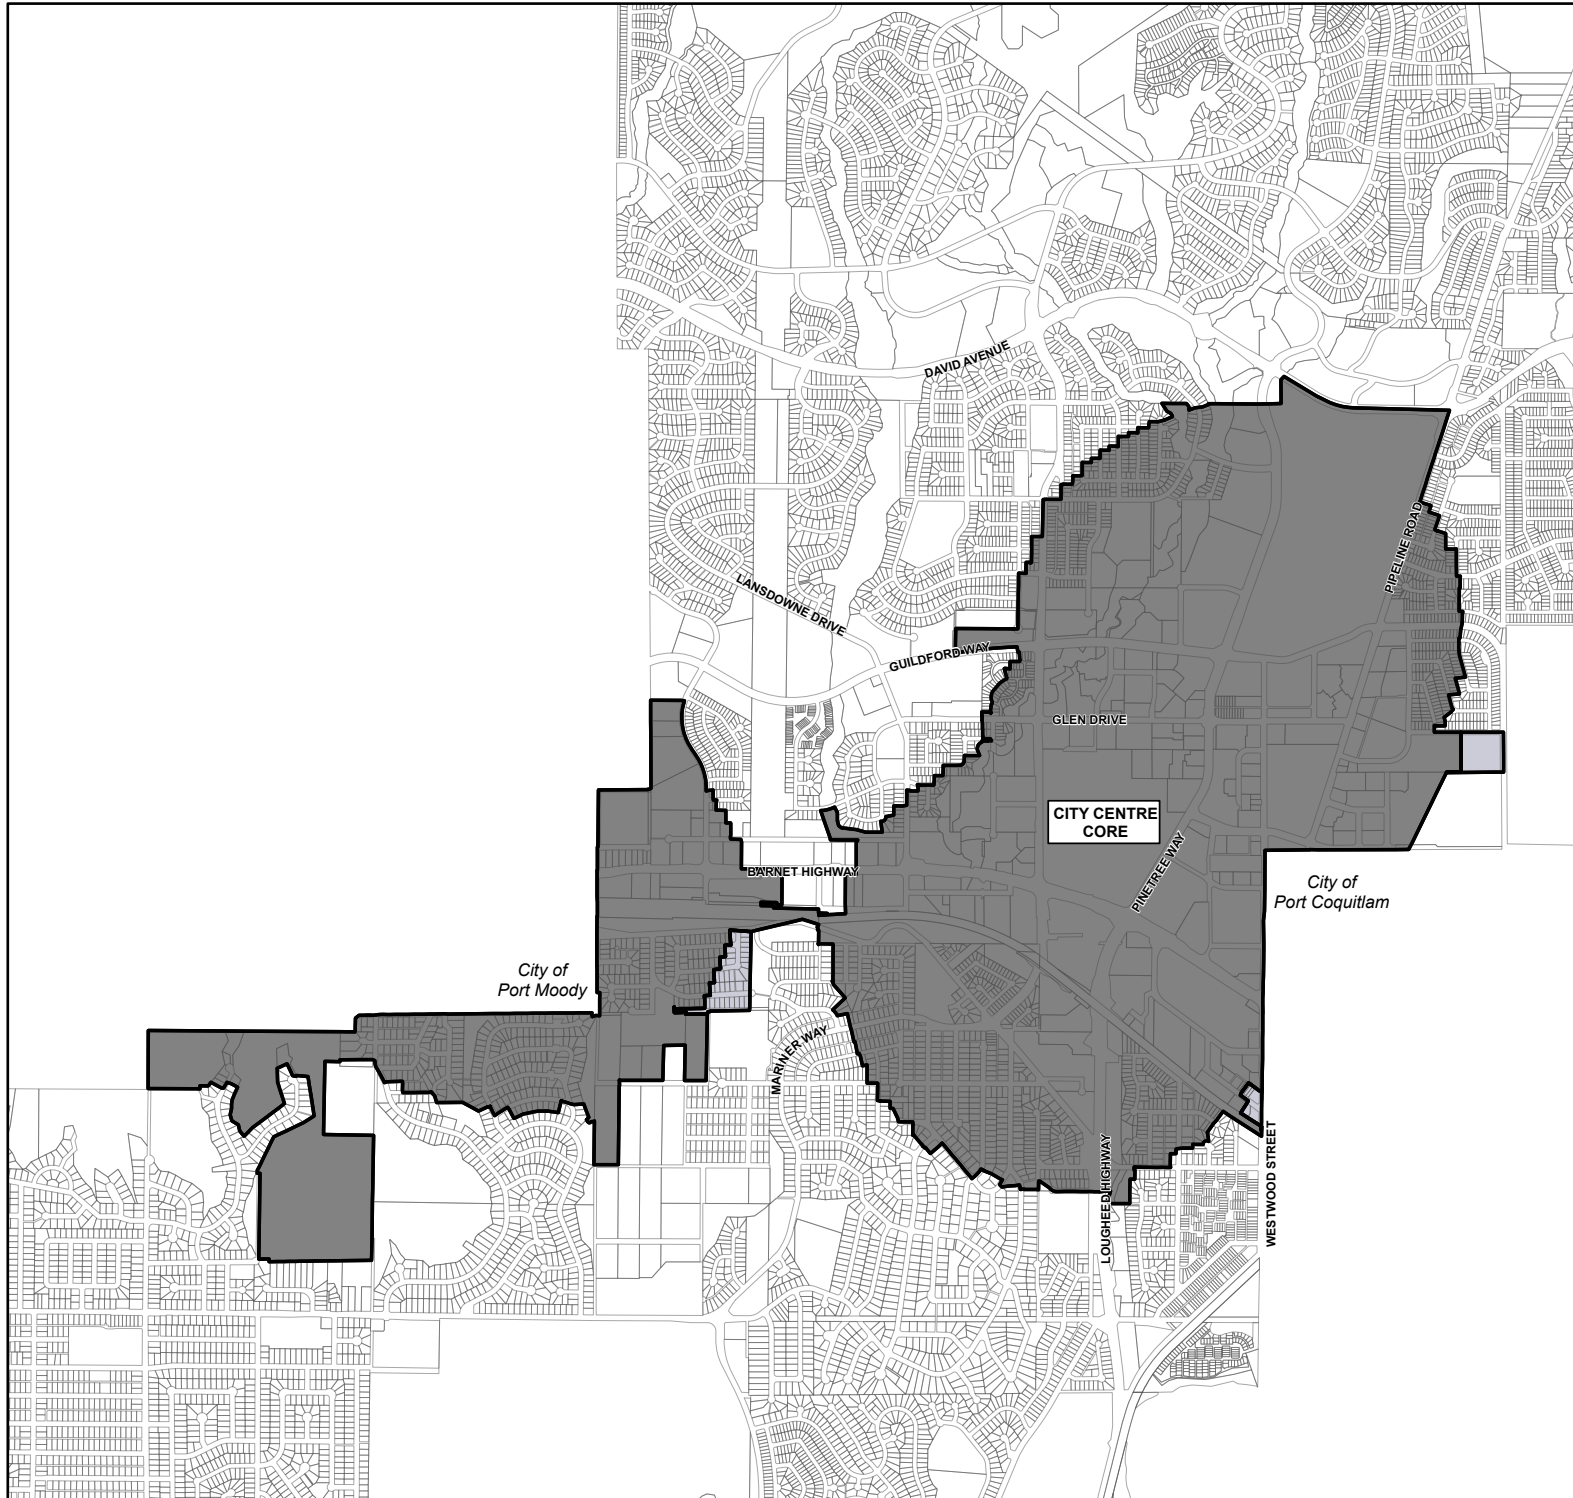 DAVID AVENUE
PIPELINE ROAD
LANSDOWNE DRIVE
GUILDFORD WAY
GLEN DRIVE
CITY CENTRE
CORE
PINETREE WAY
BARNET HIGHWAY
City of
Port Coquitlam
City of
Port Moody
MARINER WAY
LOUGHEED HIGHWAY
WESTWOOD STREET